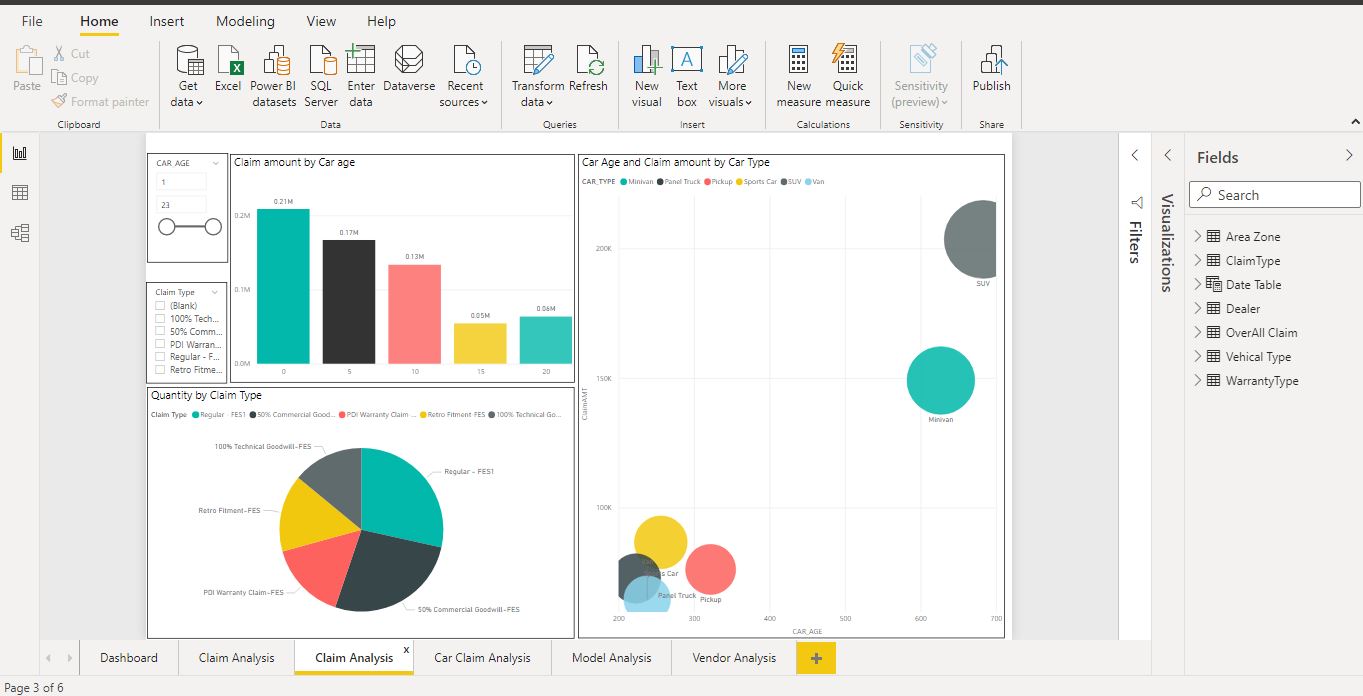 File Home Insert Modeling View Help
Paste
Cut
Copy
Format painter
Clipboard
Get data
Excel
Power BI datasets
SQL Server
Enter data
Dataverse
Recent sources
Data
Transform data
Refresh
Queries
New visual
Text box
More visuals
Insert
New measure
Quick measure
Calculations
Sensitivity (preview)
Sensitivity
Publish
Share
CAR AGE
1
23
Claim Type
(Blank)
100% Tech...
50% Comm...
PDI Warran...
Regular - F...
Retro Fitme...
Claim amount by Car age
0.2M
0.1M
0.0M
0.21M
0.17M
0.13M
0.05M
0.06M
0 5 10 15 20
Quantity by Claim Type
Claim Type Regular - FES1 50% Commercial Good... PDI Warranty Claim ... Retro Fitment FES 100% Technical Go...
100% Technical Goodwill-FES
Regular - FES1
Retro Fitment-FES
PDI Warranty Claim-FES
50% Commercial Goodwill-FES
Car Age and Claim amount by Car Type
CAR_TYPE Minivan Panel Truck Pickup Sports Car SUV Van
200K
150K
100K
ClaimAMT
SUV
Minivan
s Car
Panel Truck
Pickup
200 300 400 500 600 700
CAR_AGE
Filters
Visualizations
Fields
Search
Area Zone
ClaimType
Date Table
Dealer
OverAll Claim
Vehical Type
WarrantyType
Dashboard Claim Analysis Claim Analysis x Car Claim Analysis Model Analysis Vendor Analysis +
Page 3 of 6